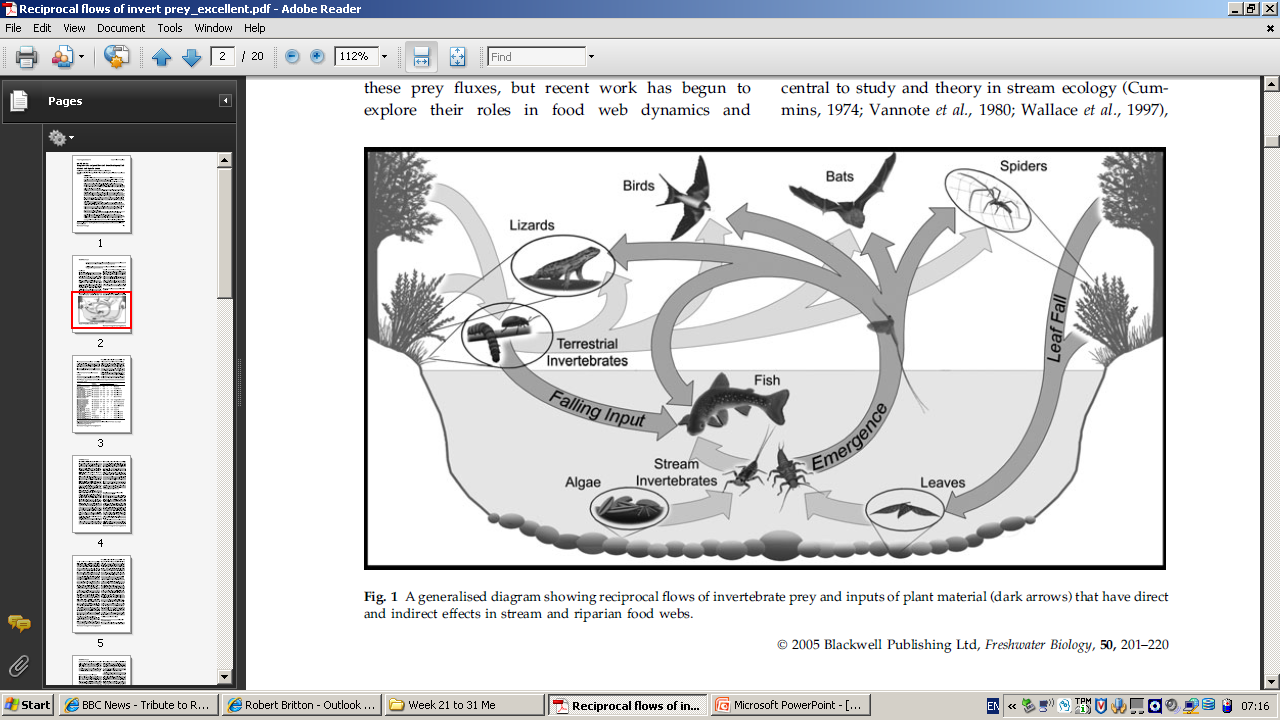 Reciprocal flows of invert prey_excellent.pdf - Adobe Reader
File Edit View Document Tools Window Help
2 / 20 112% Find
Pages
1
2
3
4
5
these prey fluxes, but recent work has begun to
explore their roles in food web dynamics and
central to study and theory in stream ecology (Cum-
mins, 1974; Vannote et al., 1980; Wallace et al., 1997),
Spiders
Bats
Birds
Lizards
Leaf Fall
Terrestrial
Invertebrates
Fish
Falling Input
Emergence
Stream
Invertebrates
Algae
Leaves
Fig. 1 A generalised diagram showing reciprocal flows of invertebrate prey and inputs of plant material (dark arrows) that have direct
and indirect effects in stream and riparian food webs.
© 2005 Blackwell Publishing Ltd, Freshwater Biology, 50, 201–220
Start BBC News - Tribute to R... Robert Britton - Outlook ... Week 21 to 31 Me Reciprocal flows of in... Microsoft PowerPoint - [... EN 07:16